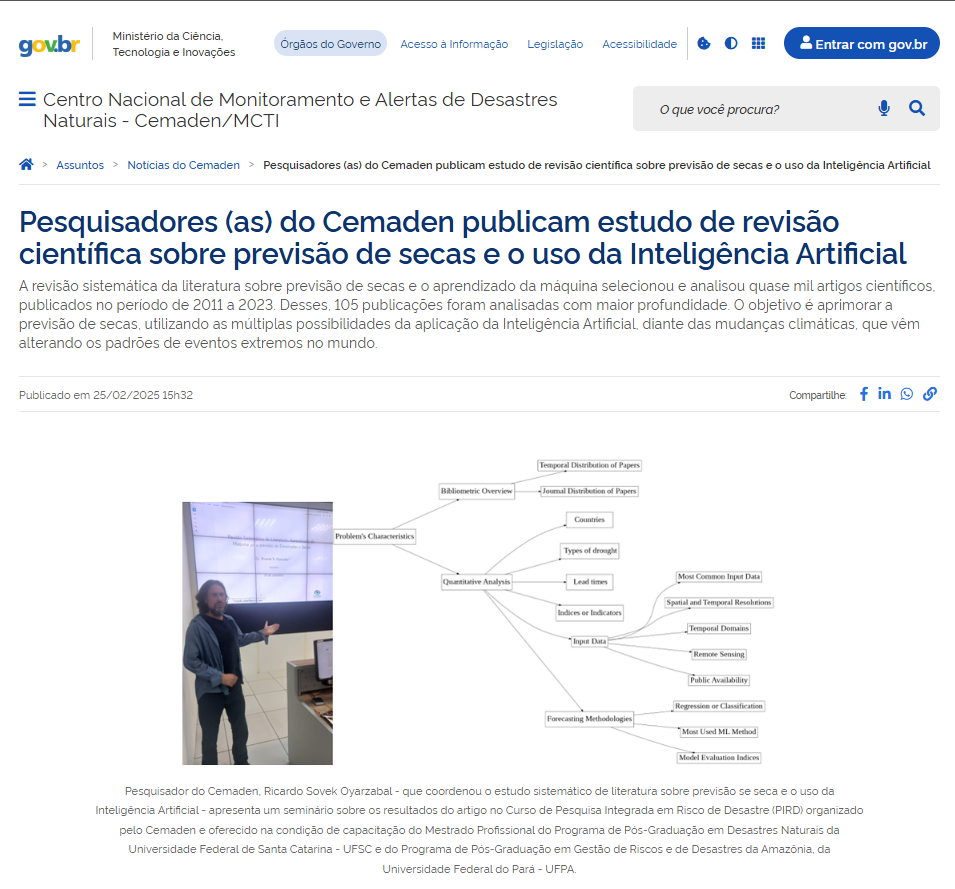 gov.br
Ministério da Ciência,
Tecnologia e Inovações
Órgãos do Governo
Acesso à Informação
Legislação
Acessibilidade
Entrar com gov.br
Centro Nacional de Monitoramento e Alertas de Desastres
Naturais - Cemaden/MCTI
O que você procura?
> Assuntos > Notícias do Cemaden > Pesquisadores (as) do Cemaden publicam estudo de revisão científica sobre previsão de secas e o uso da Inteligência Artificial
Pesquisadores (as) do Cemaden publicam estudo de revisão
científica sobre previsão de secas e o uso da Inteligência Artificial
A revisão sistemática da literatura sobre previsão de secas e o aprendizado da máquina selecionou e analisou quase mil artigos científicos,
publicados no período de 2011 a 2023. Desses, 105 publicações foram analisadas com maior profundidade. O objetivo é aprimorar a
previsão de secas, utilizando as múltiplas possibilidades da aplicação da Inteligência Artificial, diante das mudanças climáticas, que vêm
alterando os padrões de eventos extremos no mundo.
Publicado em 25/02/2025 15h32
Compartilhe:
Temporal Distribution of Papers
Bibliometric Overview
Journal Distribution of Papers
Countries
Problem's Characteristics
Types of drought
Quantitative Analysis
Lead times
Most Common Input Data
Spatial and Temporal Resolutions
Indices or Indicators
Temporal Domains
Input Data
Remote Sensing
Public Availability
Regression or Classification
Forecasting Methodologies
Most Used ML Method
Model Evaluation Indices
Pesquisador do Cemaden, Ricardo Sovek Oyarzabal - que coordenou o estudo sistemático de literatura sobre previsão se seca e o uso da
Inteligência Artificial - apresenta um seminário sobre os resultados do artigo no Curso de Pesquisa Integrada em Risco de Desastre (PIRD) organizado
pelo Cemaden e oferecido na condição de capacitação do Mestrado Profissional do Programa de Pós-Graduação em Desastres Naturais da
Universidade Federal de Santa Catarina - UFSC e do Programa de Pós-Graduação em Gestão de Riscos e de Desastres da Amazônia, da
Universidade Federal do Pará - UFPA.